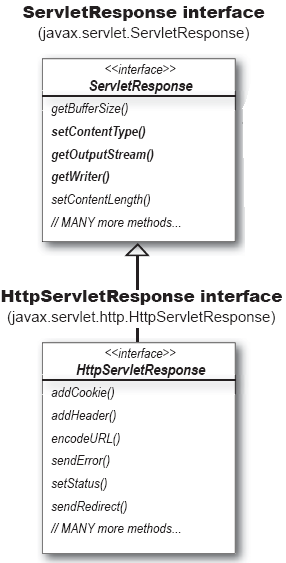 ServletResponse interface
(javax.servlet.ServletResponse)
<<interface>>
ServletResponse
getBufferSize()
setContentType()
getOutputStream()
getWriter()
setContentLength()
// MANY more methods...
HttpServletResponse interface
(javax.servlet.http.HttpServletResponse)
<<interface>>
HttpServletResponse
addCookie()
addHeader()
encodeURL()
sendError()
setStatus()
sendRedirect()
// MANY more methods...